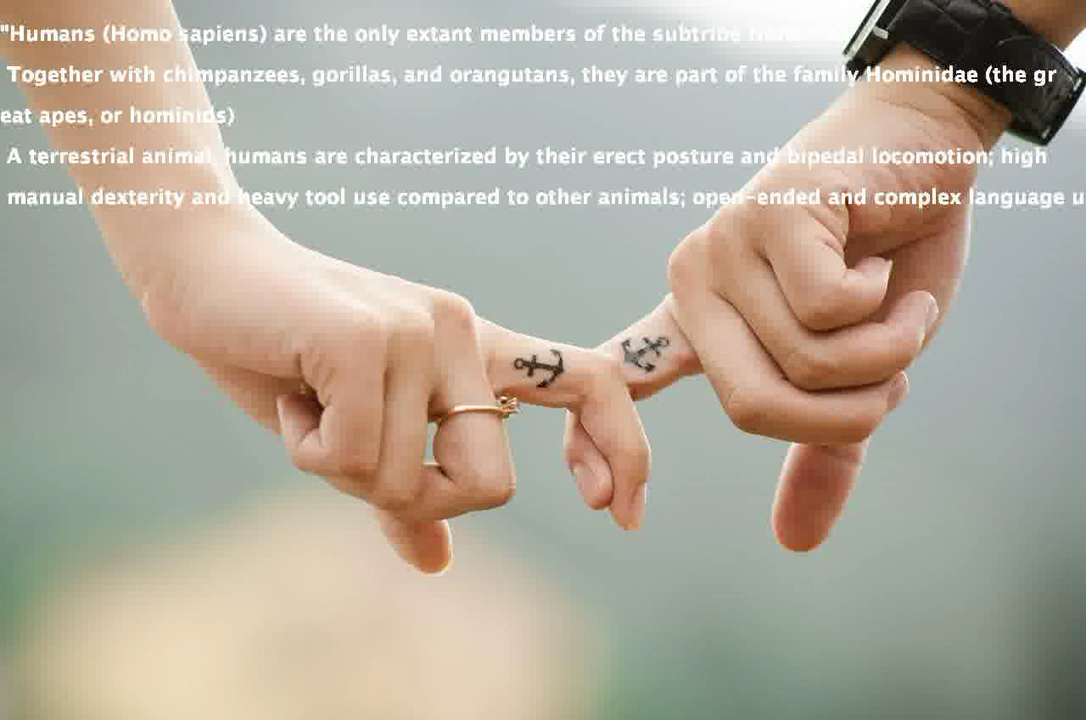 "Humans (Homo sapiens) are the only extant members of the subtribe
Together with chimpanzees, gorillas, and orangutans, they are part of the family Hominidae (the gr
eat apes, or hominids)
A terrestrial animal, humans are characterized by their erect posture and bipedal locomotion; high
manual dexterity and heavy tool use compared to other animals; open-ended and complex language u